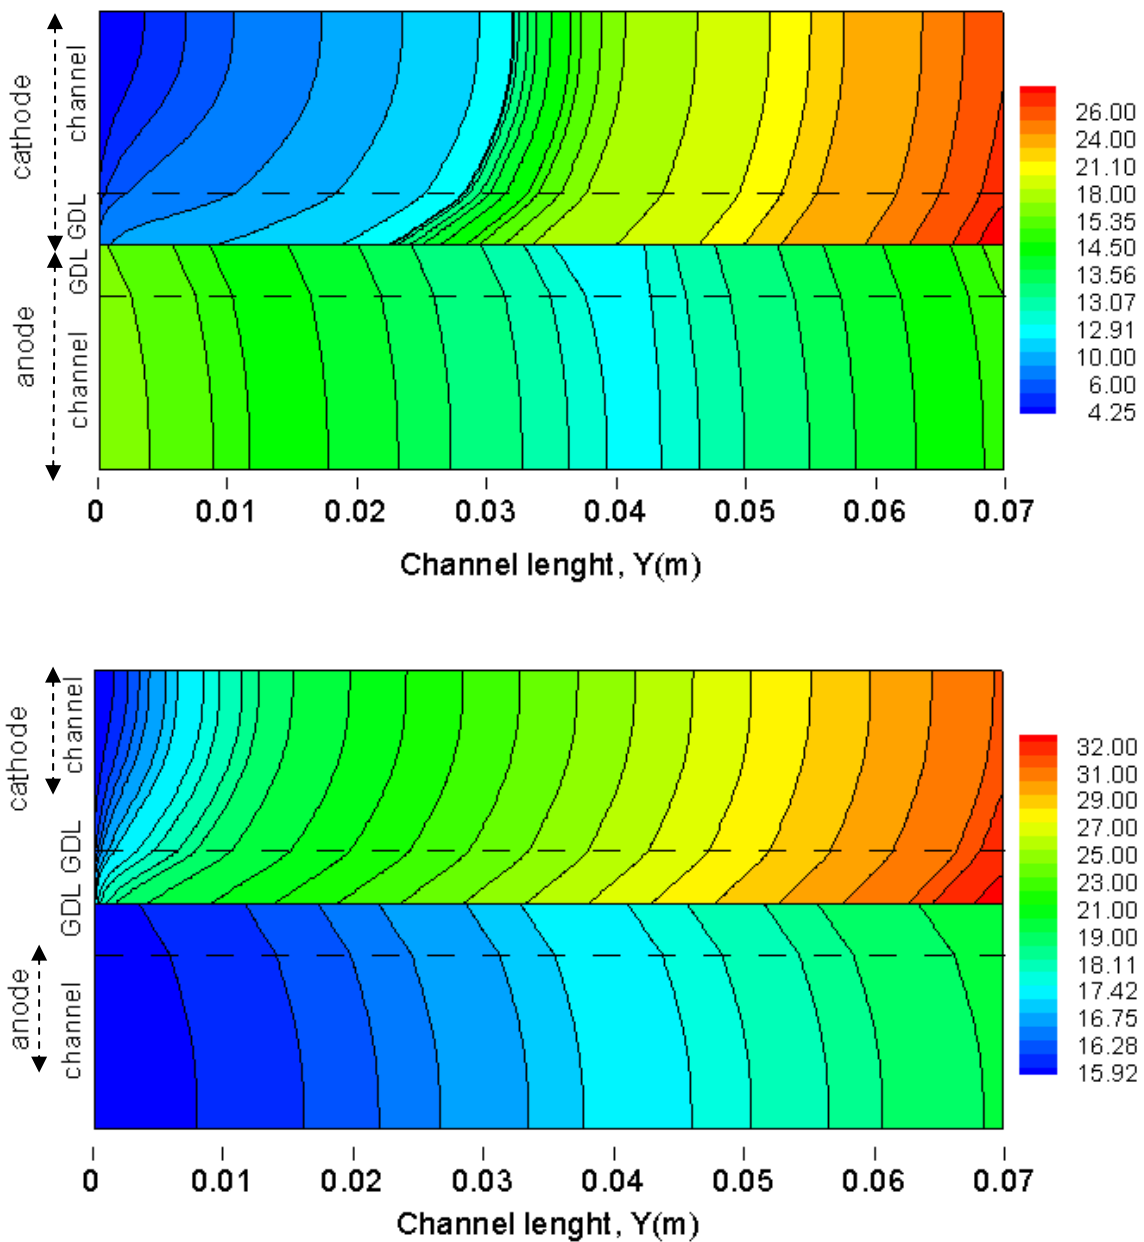 cathode
channel
GDL
GDL
anode
channel
26.00
24.00
21.10
18.00
15.35
14.50
13.56
13.07
12.91
10.00
6.00
4.25
0 0.01 0.02 0.03 0.04 0.05 0.06 0.07
Channel lenght, Y(m)
cathode
channel
GDL
GDL
anode
channel
32.00
31.00
29.00
27.00
25.00
23.00
21.00
19.00
18.11
17.42
16.75
16.28
15.92
0 0.01 0.02 0.03 0.04 0.05 0.06 0.07
Channel lenght, Y(m)